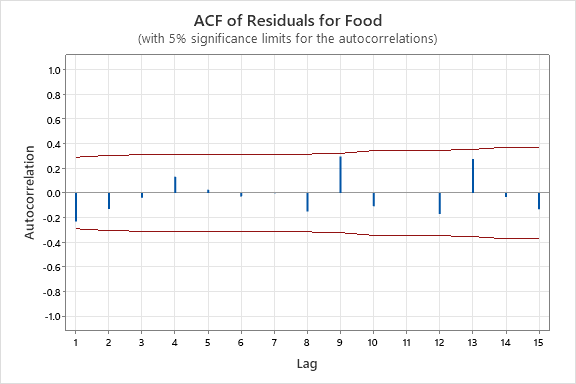 ACF of Residuals for Food
(with 5% significance limits for the autocorrelations)
1.0
0.8
0.6
0.4
0.2
0.0
-0.2
-0.4
-0.6
-0.8
-1.0
Autocorrelation
1 2 3 4 5 6 7 8 9 10 11 12 13 14 15
Lag